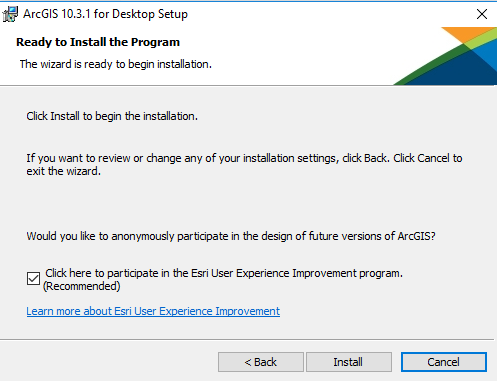 ArcGIS 10.3.1 for Desktop Setup
Ready to Install the Program
The wizard is ready to begin installation.
Click Install to begin the installation.
If you want to review or change any of your installation settings, click Back. Click Cancel to
exit the wizard.
Would you like to anonymously participate in the design of future versions of ArcGIS?
Click here to participate in the Esri User Experience Improvement program.
(Recommended)
Learn more about Esri User Experience Improvement
< Back
Install
Cancel